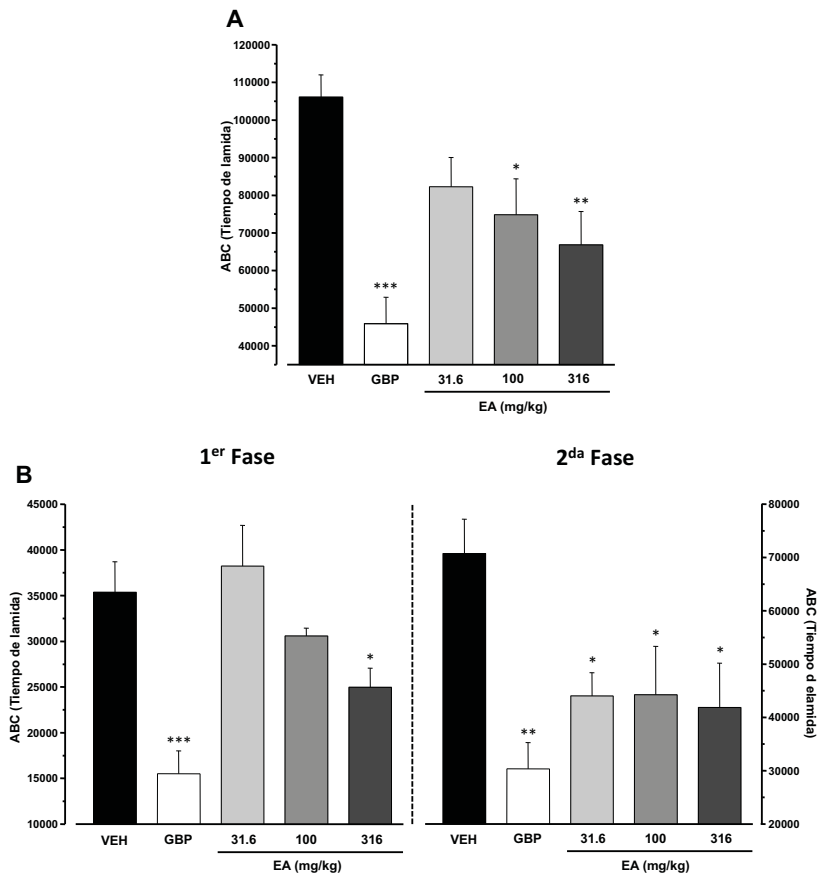 A
ABC (Tiempo de lamida)
120000
110000
100000
90000
80000
70000
60000
50000
40000
*
**
***
VEH GBP 31.6 100 316
EA (mg/kg)
B
1er Fase
2da Fase
ABC (Tiempo de lamida)
45000
40000
35000
30000
25000
20000
15000
10000
***
*
VEH GBP 31.6 100 316
EA (mg/kg)
**
*
*
*
VEH GBP 31.6 100 316
EA (mg/kg)
80000
70000
60000
50000
40000
30000
20000
ABC (Tiempo d elamida)